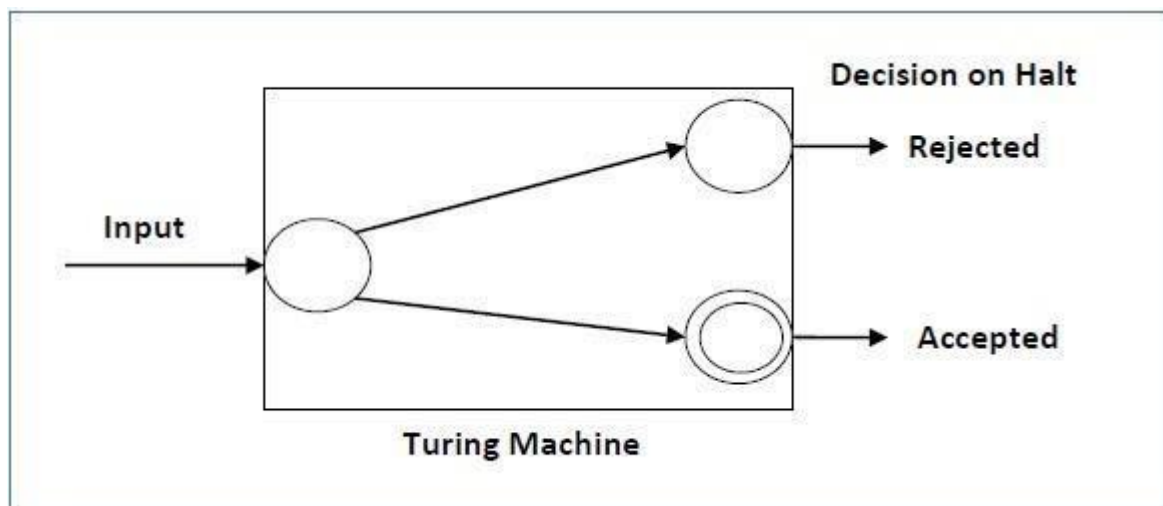 Decision on Halt
Rejected
Input
Accepted
Turing Machine